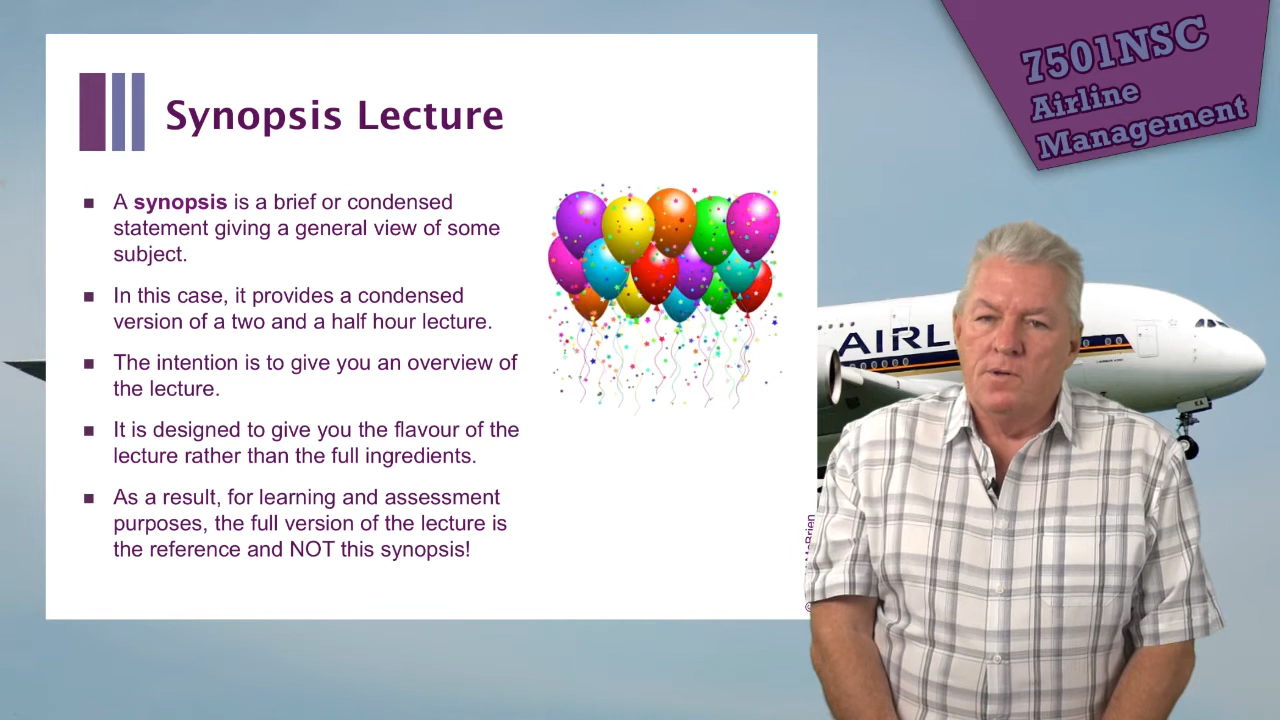 7501NSC
Airline
Management
Synopsis Lecture
A synopsis is a brief or condensed
statement giving a general view of some
subject.
In this case, it provides a condensed
version of a two and a half hour lecture.
The intention is to give you an overview of
the lecture.
It is designed to give you the flavour of the
lecture rather than the full ingredients.
As a result, for learning and assessment
purposes, the full version of the lecture is
the reference and NOT this synopsis!
AIRL
©
McBrien